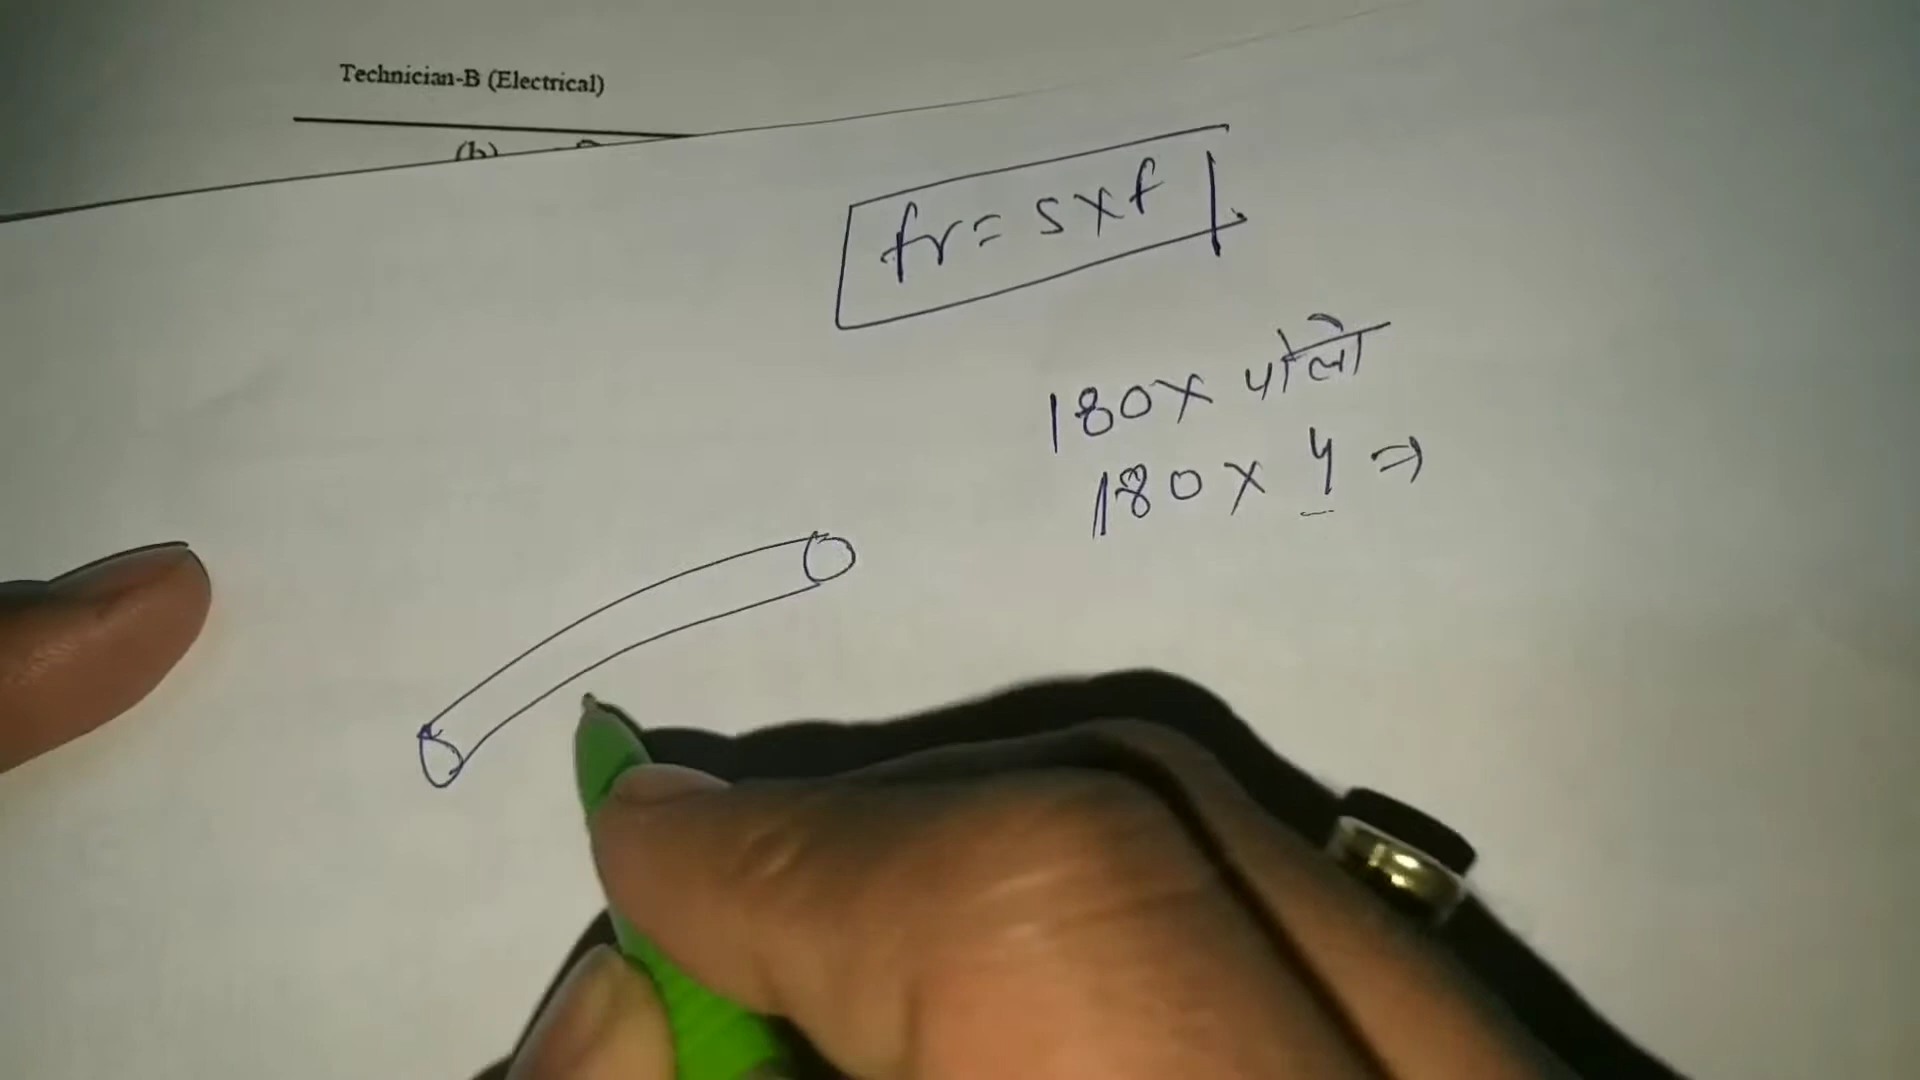 Technician-B (Electrical)
(b)
fr = s x f
180 x पोलो
180 x 4 ⇒